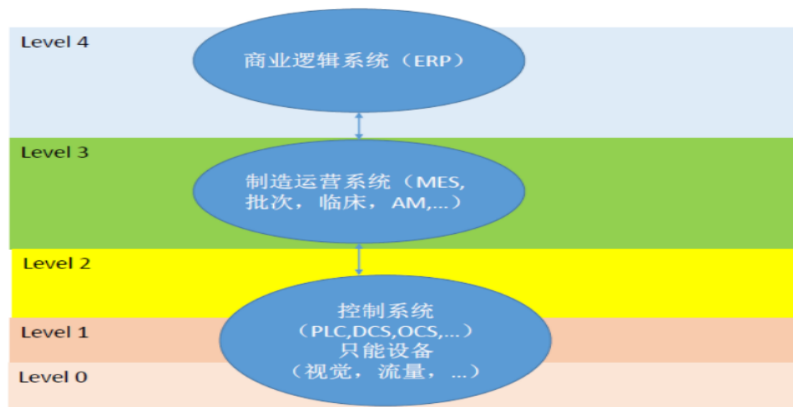 Level 4
商业逻辑系统（ERP）
Level 3
制造运营系统（MES,
批次，临床，AM,…）
Level 2
控制系统
Level 1
（PLC,DCS,OCS,…）
只能设备
Level 0
（视觉，流量，…）